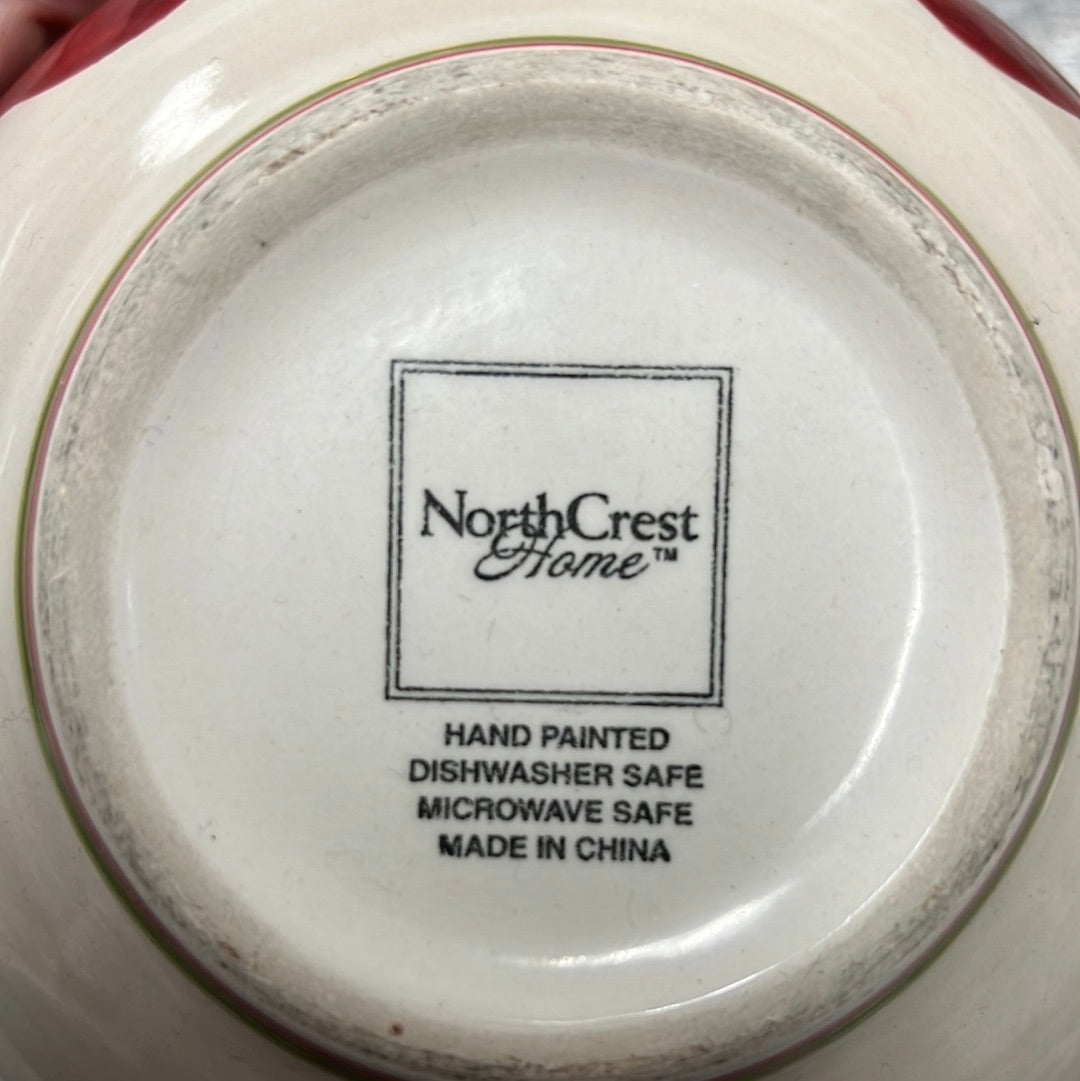 NorthCrest
Home™
HAND PAINTED
DISHWASHER SAFE
MICROWAVE SAFE
MADE IN CHINA